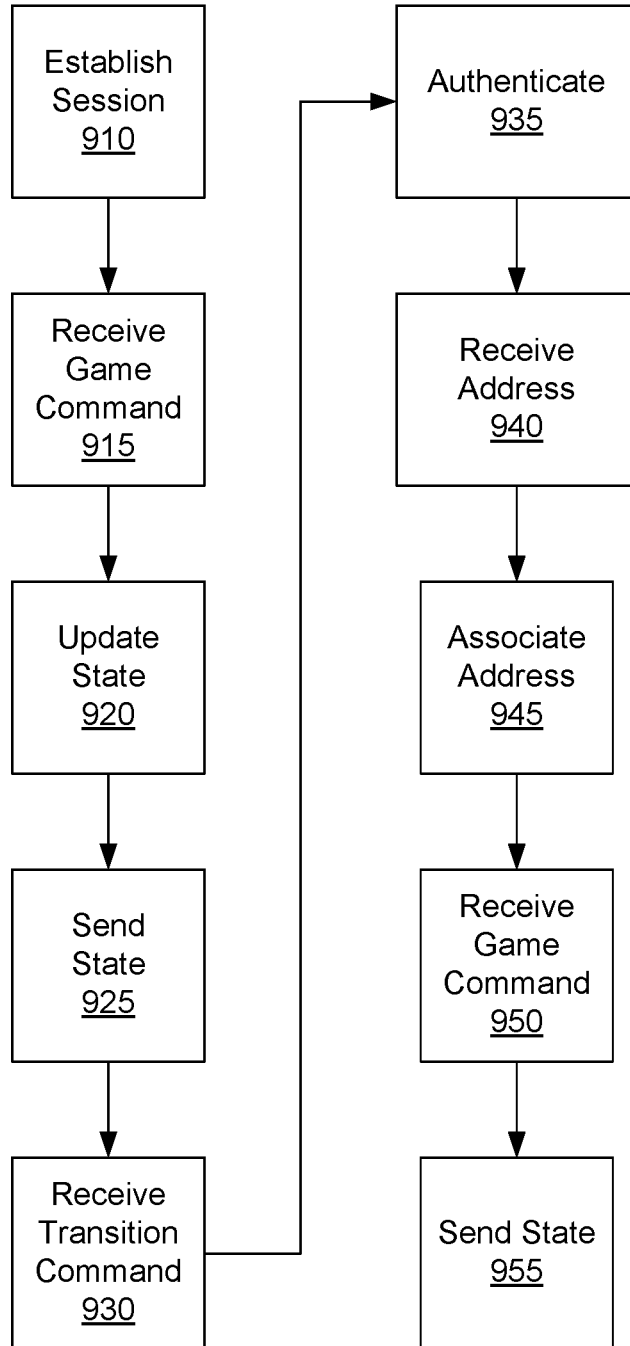 Establish
Session
910
Receive
Game
Command
915
Update
State
920
Send
State
925
Receive
Transition
Command
930
Authenticate
935
Receive
Address
940
Associate
Address
945
Receive
Game
Command
950
Send State
955